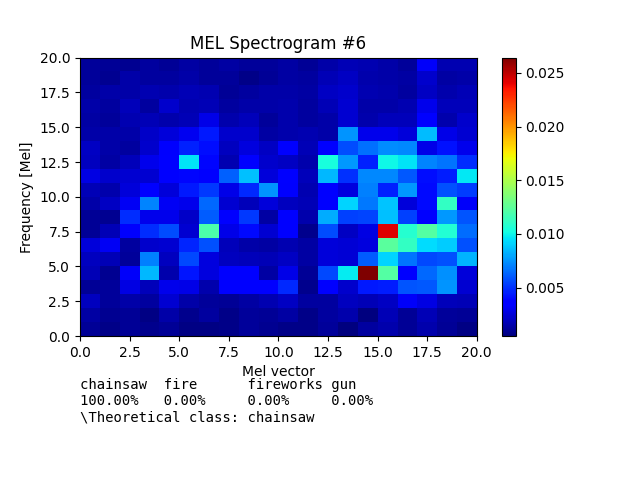 MEL Spectrogram #6
20.0
17.5
15.0
12.5
10.0
7.5
5.0
2.5
0.0
Frequency [Mel]
0.0 2.5 5.0 7.5 10.0 12.5 15.0 17.5 20.0
Mel vector
0.025
0.020
0.015
0.010
0.005
chainsaw fire fireworks gun
100.00% 0.00% 0.00% 0.00%
\Theoretical class: chainsaw